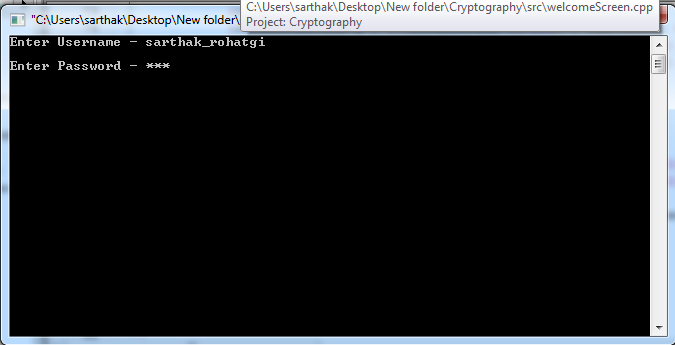 "C:\Users\sarthak\Desktop\New folder\
C:\Users\sarthak\Desktop\New folder\Cryptography\src\welcomeScreen.cpp
Project: Cryptography
Enter Username - sarthak_rohatgi
Enter Password - ***